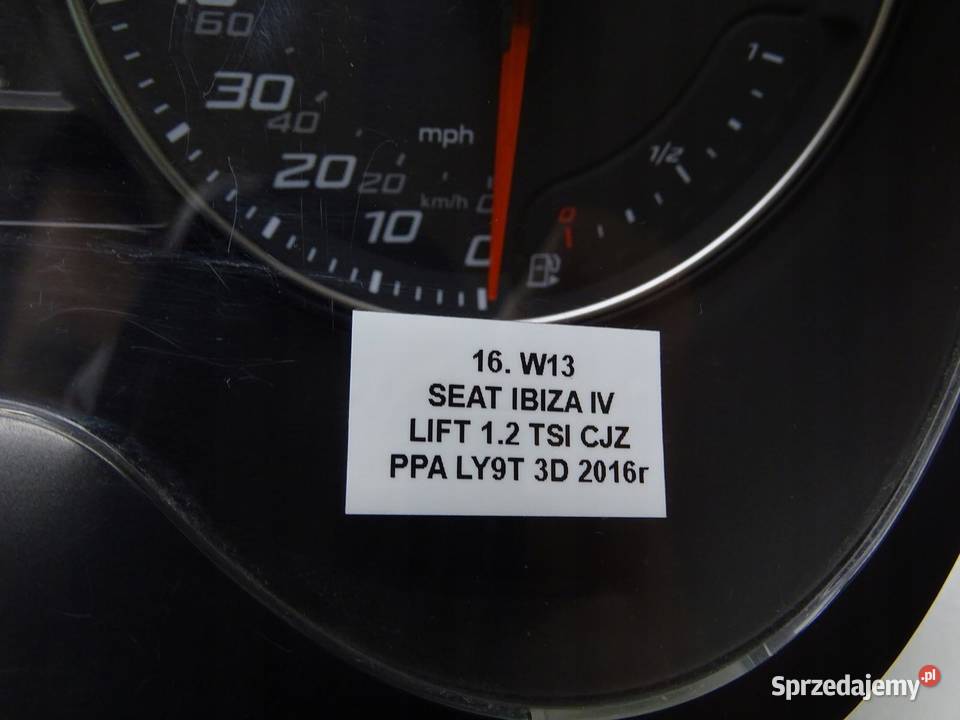 60
30
40
mph
20
20
km/h
0
10
0
1
1/2
0
16. W13
SEAT IBIZA IV
LIFT 1.2 TSI CJZ
PPA LY9T 3D 2016r
Sprzedajemy.pl